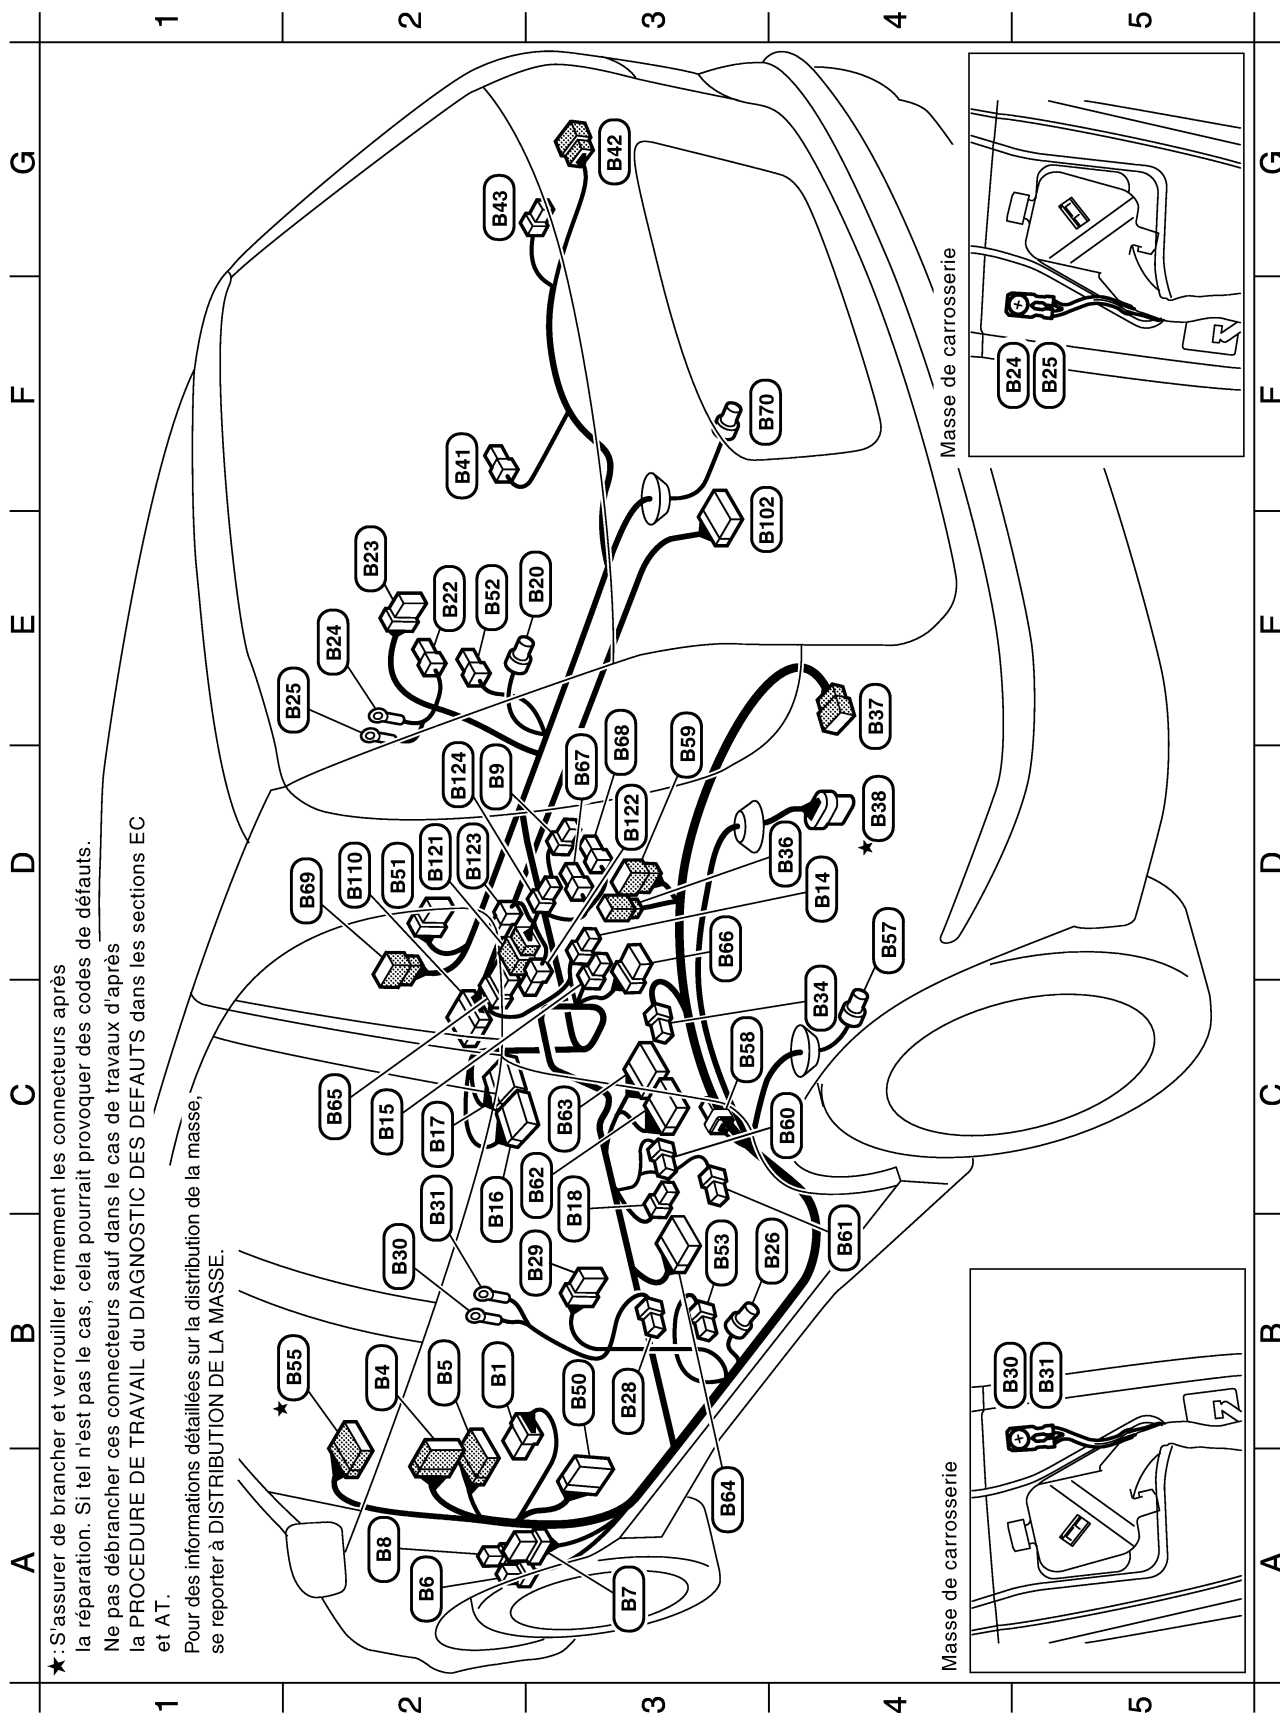 ★: S'assurer de brancher et verrouiller fermement les connecteurs après
la réparation. Si tel n'est pas le cas, cela pourrait provoquer des codes de défauts.
Ne pas débrancher ces connecteurs sauf dans le cas de travaux d'après
la PROCEDURE DE TRAVAIL du DIAGNOSTIC DES DEFAUTS dans les sections EC
et AT.
Pour des informations détaillées sur la distribution de la masse,
se reporter à DISTRIBUTION DE LA MASSE.
A
B
C
D
E
F
G
1
1
2
2
3
3
4
4
5
5
B55
★
B4
B5
B1
B50
B28
B64
B8
B6
B7
B30
B31
B29
B16
B62
B18
B53
B26
B61
B65
B15
B17
B63
B60
B58
B34
B57
B69
B110
B51
B121
B123
B124
B9
B67
B68
B122
B59
B66
B14
B36
B38
★
B37
B25
B24
B23
B22
B52
B20
B41
B102
B70
B43
B42
Masse de carrosserie
B30
B31
Masse de carrosserie
B24
B25
A
B
C
D
E
F
G